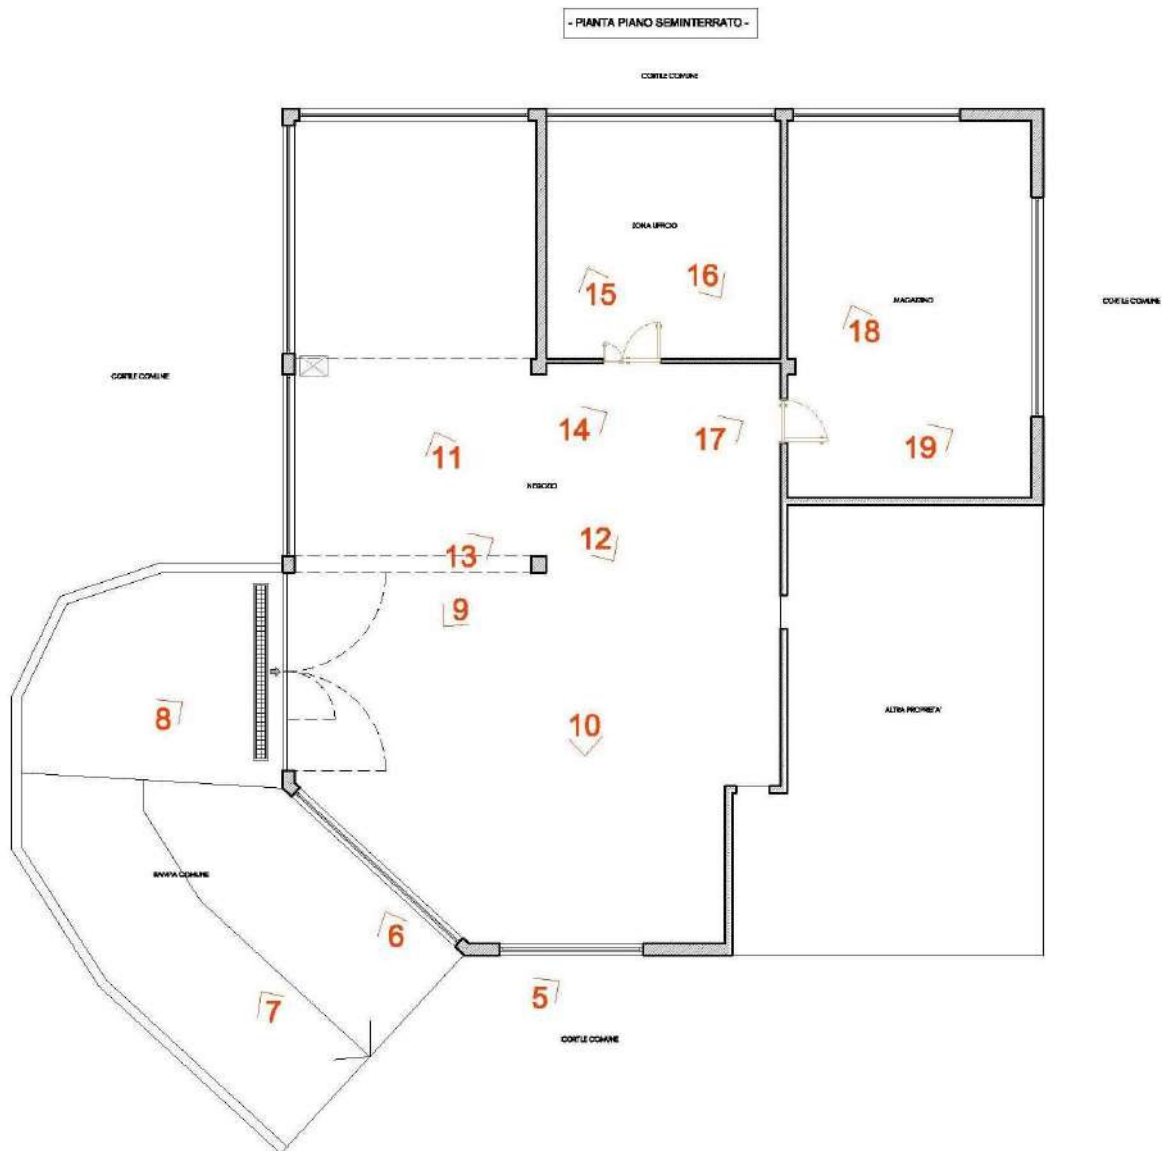 - PIANTA PIANO SEMINTERRATO -
CORTILE COMUNE
ZONA UFFICIO
16
15
MAGAZZINO
CORTILE COMUNE
18
CORTILE COMUNE
14
17
19
11
NEGOZIO
12
13
9
8
10
ALTRA PROPRIETA'
RAMPA COMUNE
6
5
7
CORTILE COMUNE